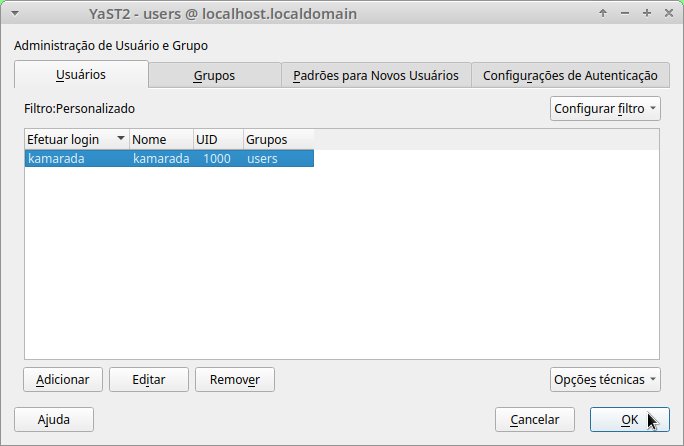 YaST2 - users @ localhost.localdomain
Administração de Usuário e Grupo
Usuários Grupos Padrões para Novos Usuários Configurações de Autenticação
Filtro:Personalizado Configurar filtro
Efetuar login Nome UID Grupos
kamarada kamarada 1000 users
Adicionar Editar Remover Opções técnicas
Ajuda Cancelar OK